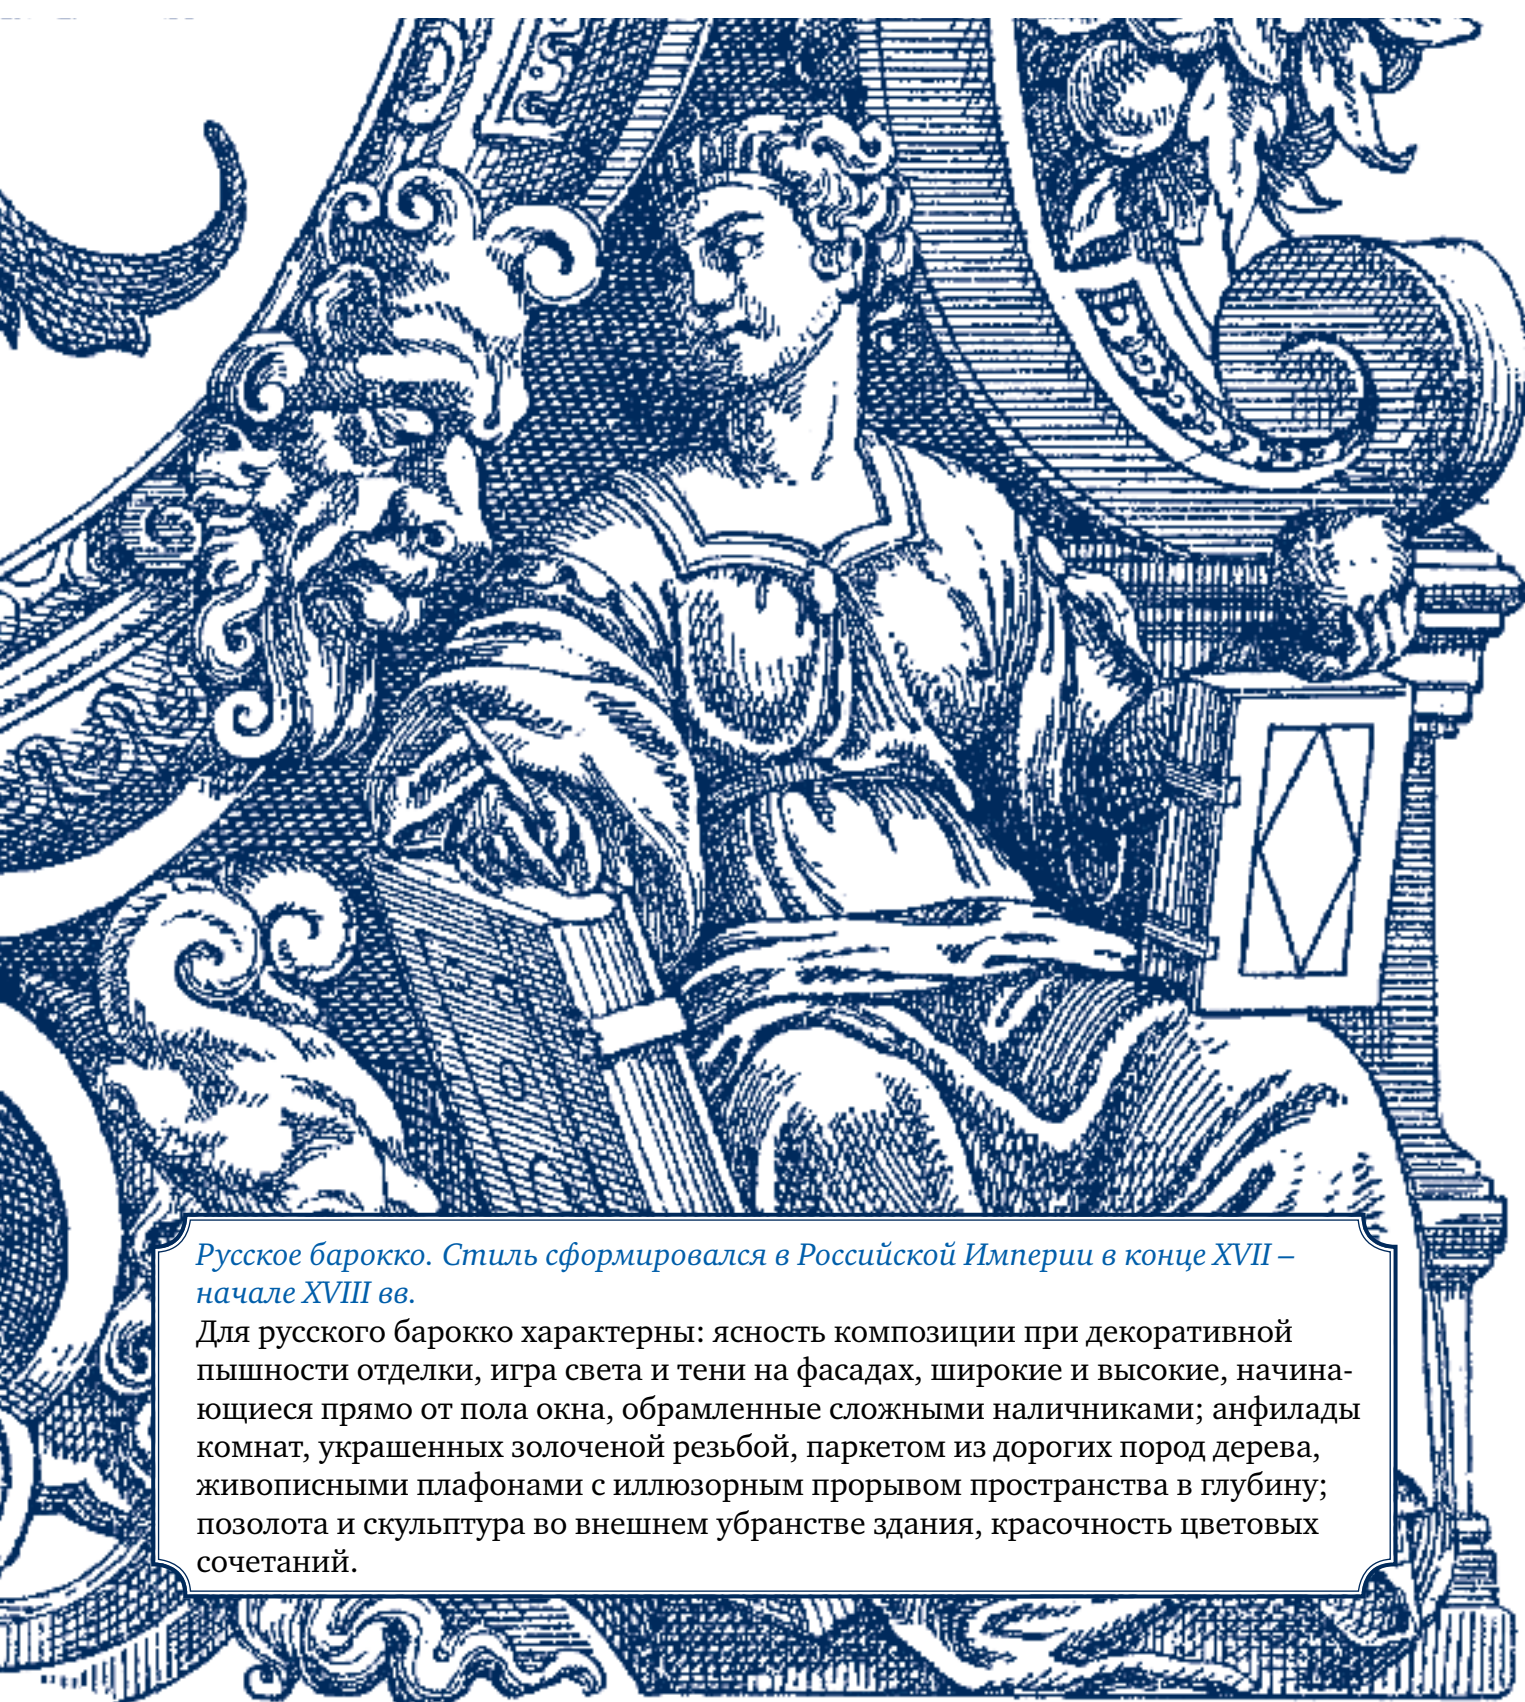 Русское барокко. Стиль сформировался в Российской Империи в конце XVII –
начале XVIII вв.
Для русского барокко характерны: ясность композиции при декоративной
пышности отделки, игра света и тени на фасадах, широкие и высокие, начина-
ющиеся прямо от пола окна, обрамленные сложными наличниками; анфилады
комнат, украшенных золоченой резьбой, паркетом из дорогих пород дерева,
живописными плафонами с иллюзорным прорывом пространства в глубину;
позолота и скульптура во внешнем убранстве здания, красочность цветовых
сочетаний.